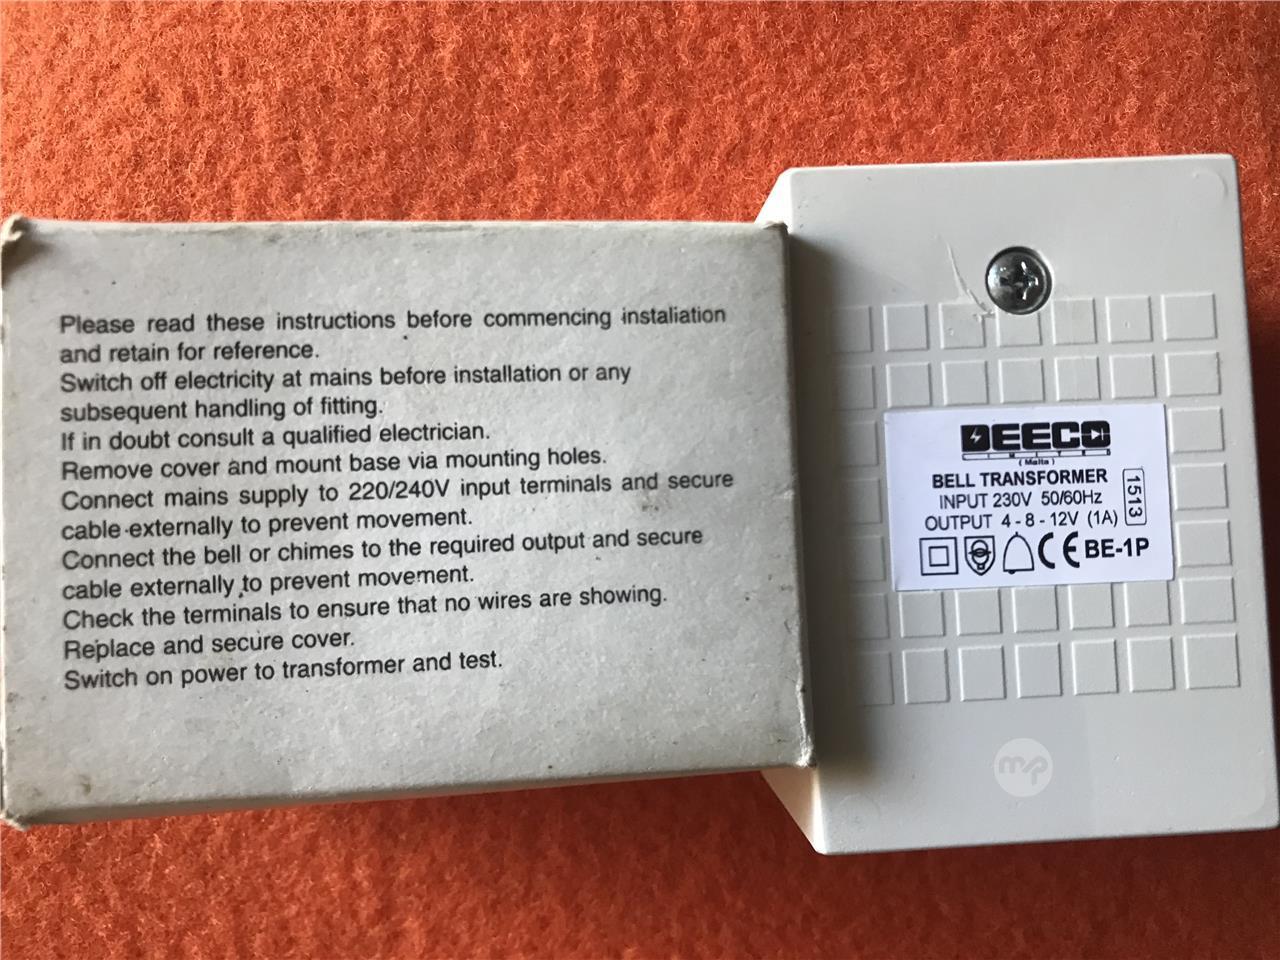 Please read these instructions before commencing instaliation
and retain for reference.
Switch off electricity at mains before installation or any
subsequent handling of fitting.
If in doubt consult a qualified electrician.
Remove cover and mount base via mounting holes.
Connect mains supply to 220/240V input terminals and secure
cable externally to prevent movement.
Connect the bell or chimes to the required output and secure
cable externally to prevent movement.
Check the terminals to ensure that no wires are showing.
Replace and secure cover.
Switch on power to transformer and test.
DEECO
LIMITED
(Malta)
BELL TRANSFORMER
INPUT 230V 50/60Hz
OUTPUT 4 - 8 - 12V (1A)
1513
CE BE-1P
mp